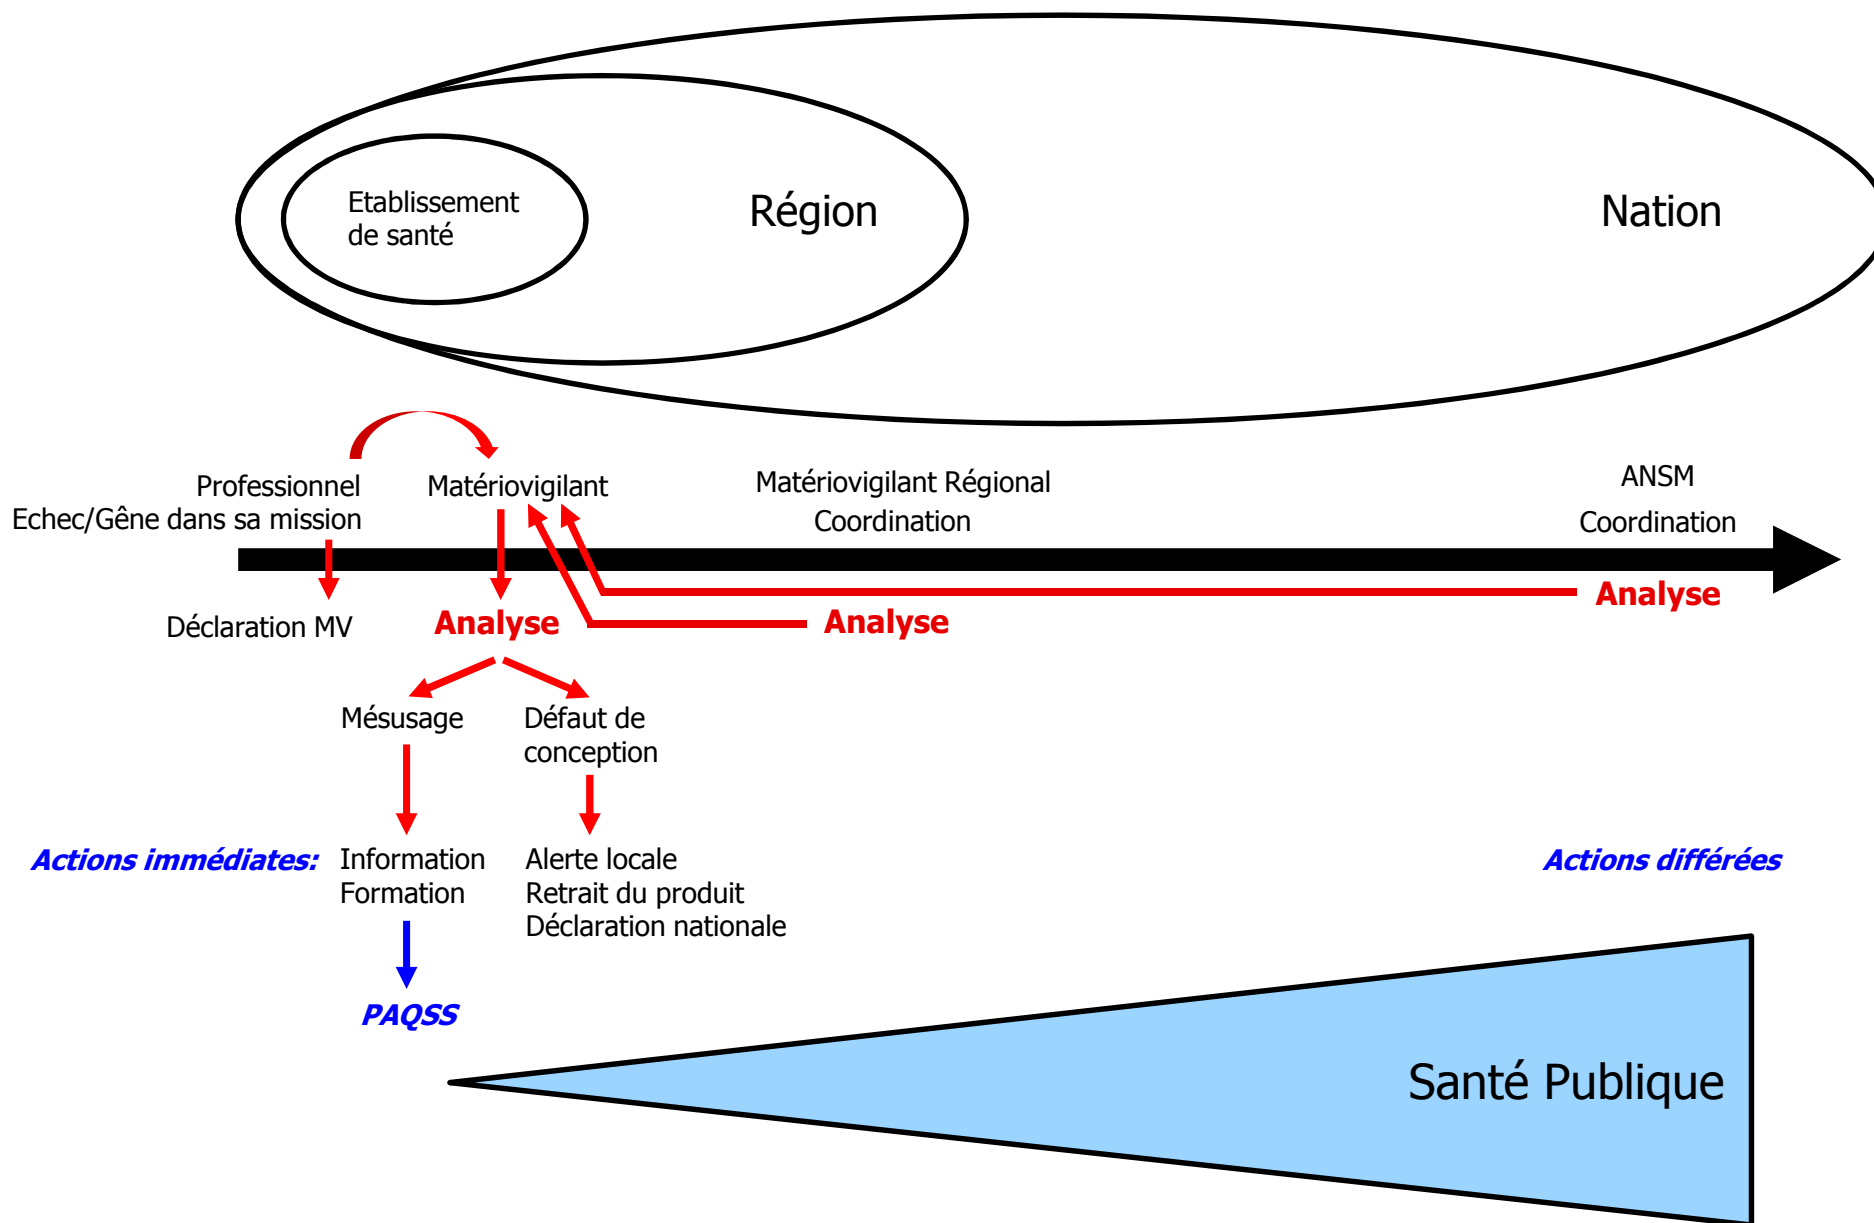 Etablissement
de santé
Région
Nation
Professionnel
Echec/Gêne dans sa mission
Matériovigilant
Matériovigilant Régional
Coordination
ANSM
Coordination
Déclaration MV
Analyse
Analyse
Analyse
Mésusage
Défaut de
conception
Actions immédiates:
Information
Formation
Alerte locale
Retrait du produit
Déclaration nationale
Actions différées
PAQSS
Santé Publique